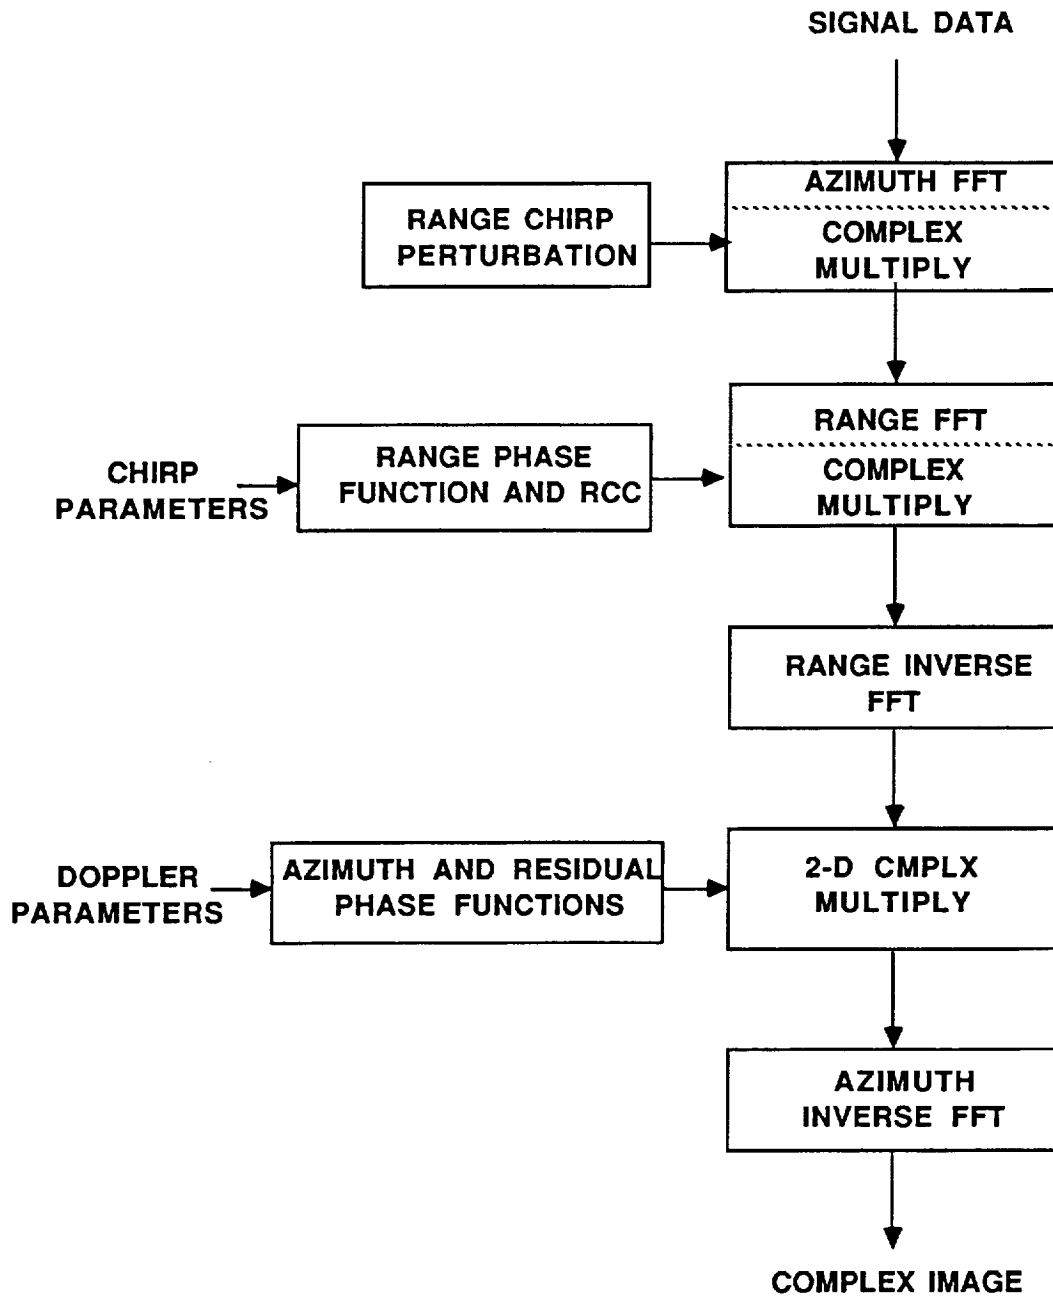 SIGNAL DATA
AZIMUTH FFT
COMPLEX
MULTIPLY
RANGE CHIRP
PERTURBATION
RANGE FFT
COMPLEX
MULTIPLY
RANGE PHASE
FUNCTION AND RCC
CHIRP
PARAMETERS
RANGE INVERSE
FFT
2-D CMPLX
MULTIPLY
AZIMUTH AND RESIDUAL
PHASE FUNCTIONS
DOPPLER
PARAMETERS
AZIMUTH
INVERSE FFT
COMPLEX IMAGE